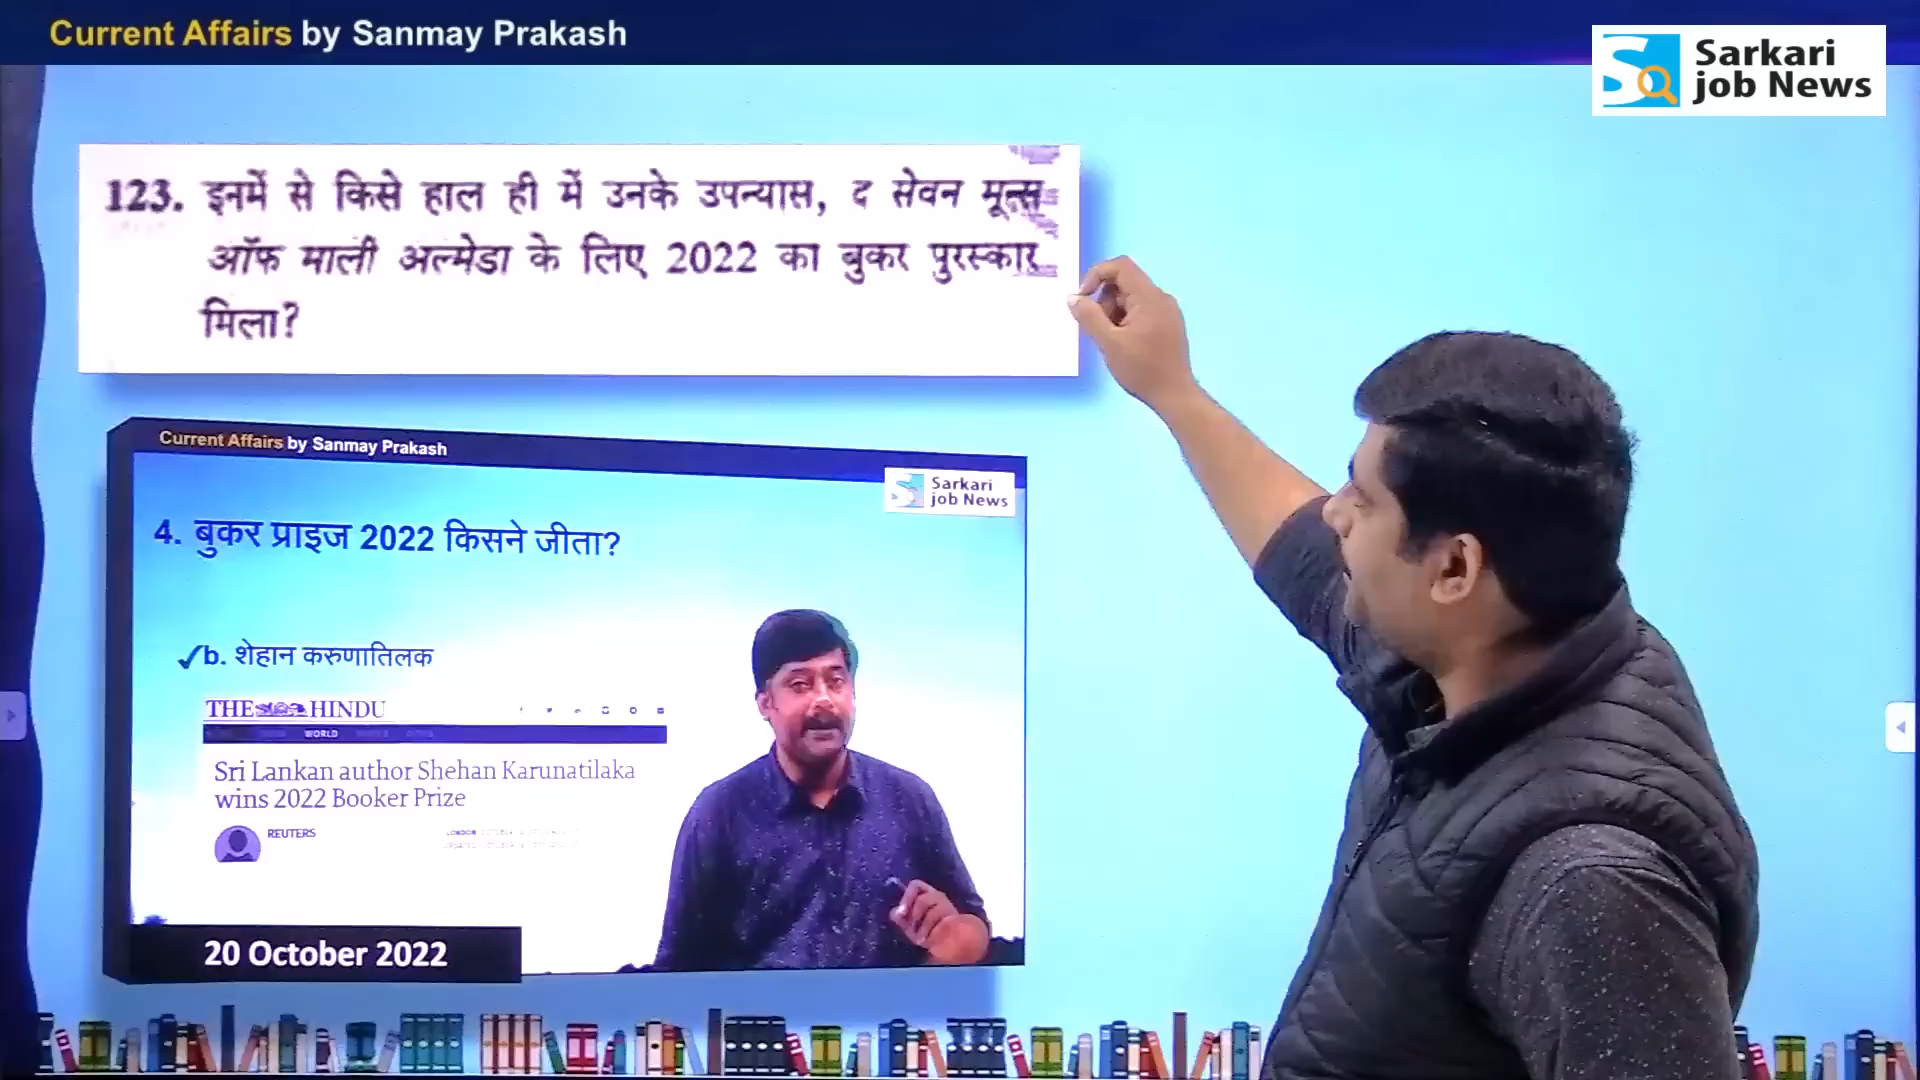 Current Affairs by Sanmay Prakash
Sarkari
job News
123. इनमें से किसे हाल ही में उनके उपन्यास, द सेवन मून्स
ऑफ माली अल्मेडा के लिए 2022 का बुकर पुरस्कार
मिला?
Current Affairs by Sanmay Prakash
Sarkari
job News
4. बुकर प्राइज 2022 किसने जीता?
✓b. शेहान करुणातिलक
THE HINDU
WORLD
Sri Lankan author Shehan Karunatilaka
wins 2022 Booker Prize
REUTERS
LONDON
20 October 2022